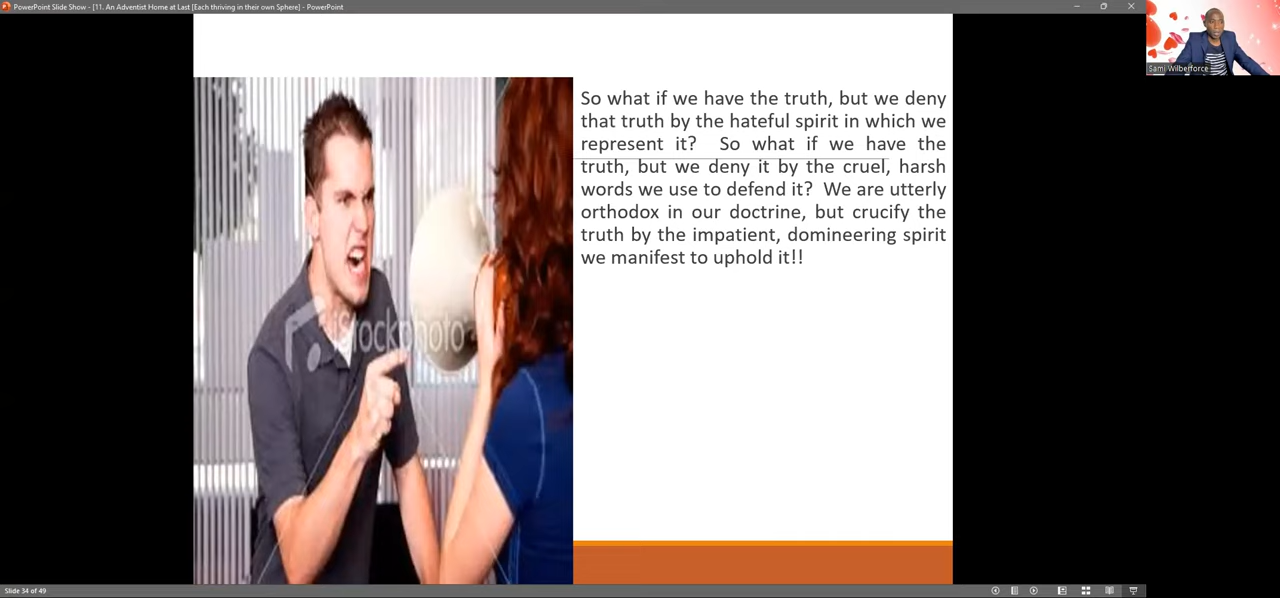 PowerPoint Slide Show - [11. An Adventist Home at Last [Each thriving in their own Sphere] - PowerPoint
Sami Wilberforce
So what if we have the truth, but we deny
that truth by the hateful spirit in which we
represent it? So what if we have the
truth, but we deny it by the cruel, harsh
words we use to defend it? We are utterly
orthodox in our doctrine, but crucify the
truth by the impatient, domineering spirit
we manifest to uphold it!!
iStockphoto
Slide 34 of 49